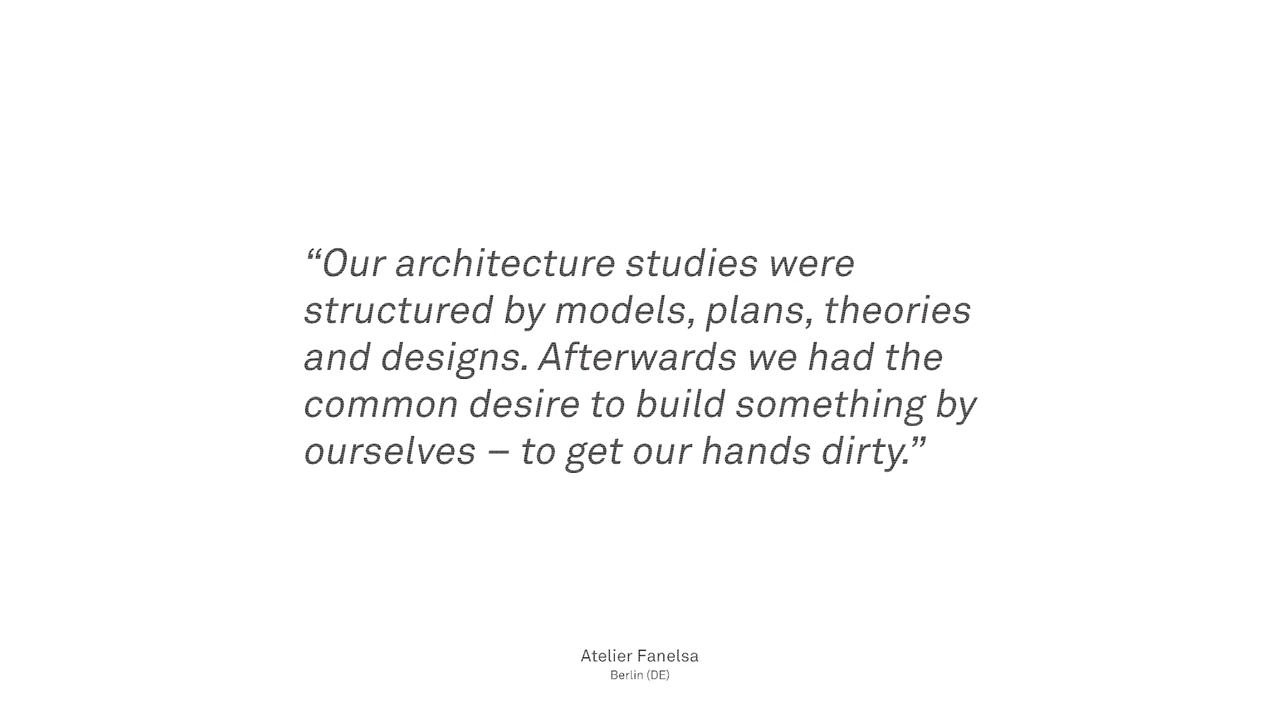 “Our architecture studies were
structured by models, plans, theories
and designs. Afterwards we had the
common desire to build something by
ourselves – to get our hands dirty.”
Atelier Fanelsa
Berlin (DE)